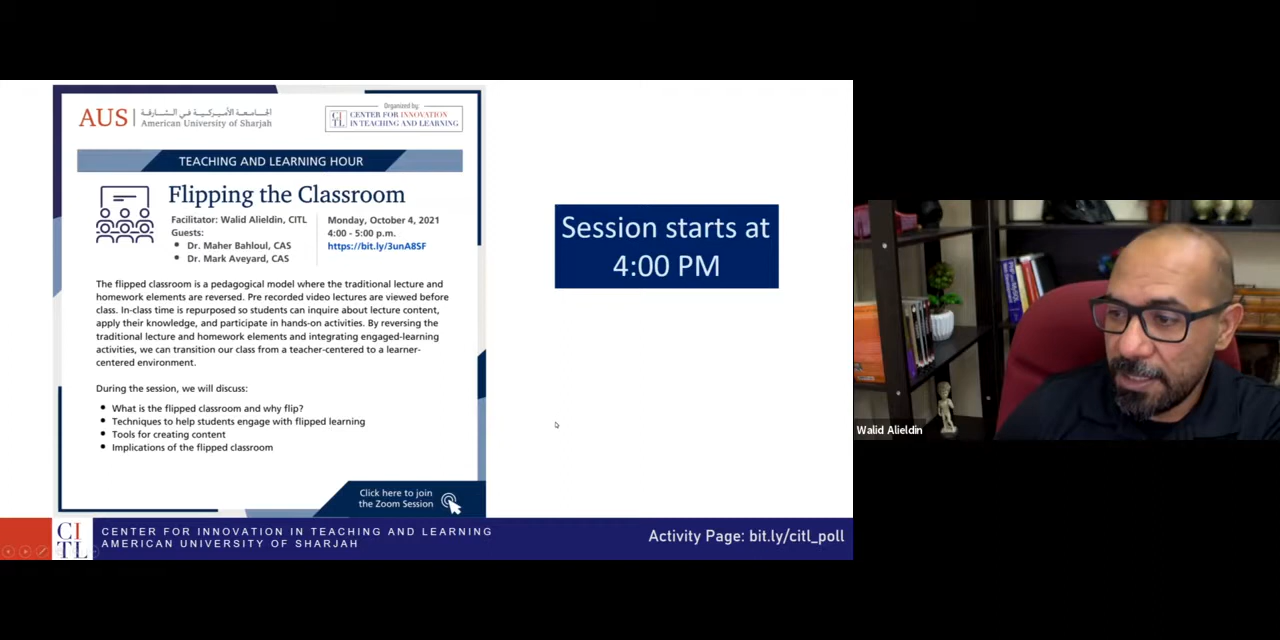 AUS
الجامعة الأميركية في الشارقة
American University of Sharjah
Organized by:
CITL
CENTER FOR INNOVATION
IN TEACHING AND LEARNING
TEACHING AND LEARNING HOUR
Flipping the Classroom
Facilitator: Walid Alieldin, CITL
Guests:
• Dr. Maher Bahloul, CAS
• Dr. Mark Aveyard, CAS
Monday, October 4, 2021
4:00 - 5:00 p.m.
https://bit.ly/3unA8SF
The flipped classroom is a pedagogical model where the traditional lecture and
homework elements are reversed. Pre recorded video lectures are viewed before
class. In-class time is repurposed so students can inquire about lecture content,
apply their knowledge, and participate in hands-on activities. By reversing the
traditional lecture and homework elements and integrating engaged-learning
activities, we can transition our class from a teacher-centered to a learner-
centered environment.
During the session, we will discuss:
• What is the flipped classroom and why flip?
• Techniques to help students engage with flipped learning
• Tools for creating content
• Implications of the flipped classroom
Click here to join
the Zoom Session
Session starts at
4:00 PM
Walid Alieldin
CITL
CENTER FOR INNOVATION IN TEACHING AND LEARNING
AMERICAN UNIVERSITY OF SHARJAH
Activity Page: bit.ly/citl_poll